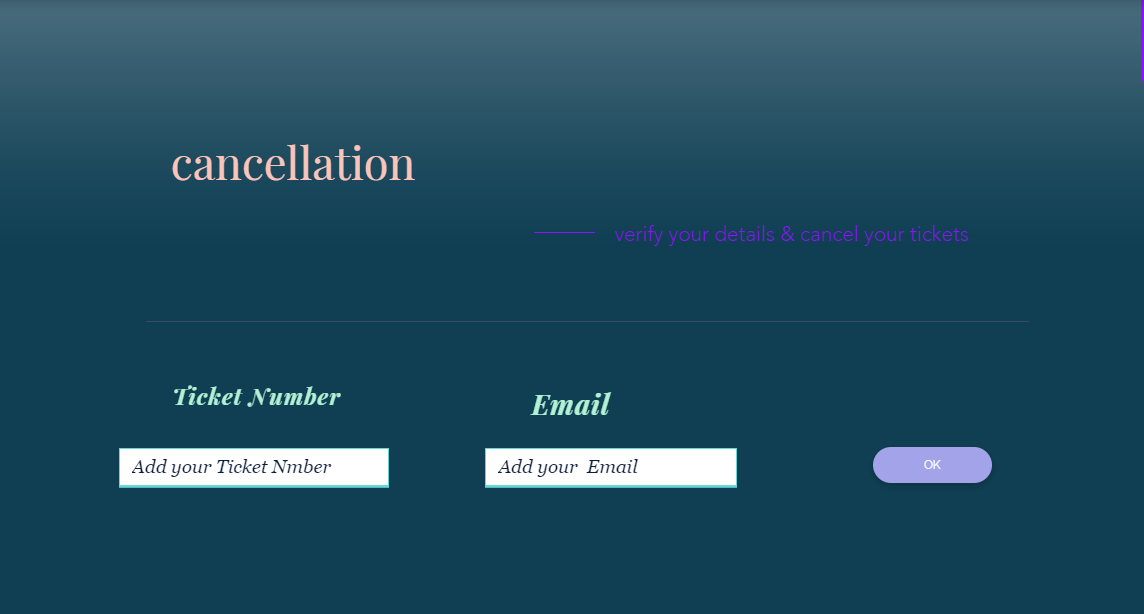 cancellation
verify your details & cancel your tickets
Ticket Number
Email
Add your Ticket Nmber
Add your  Email
OK